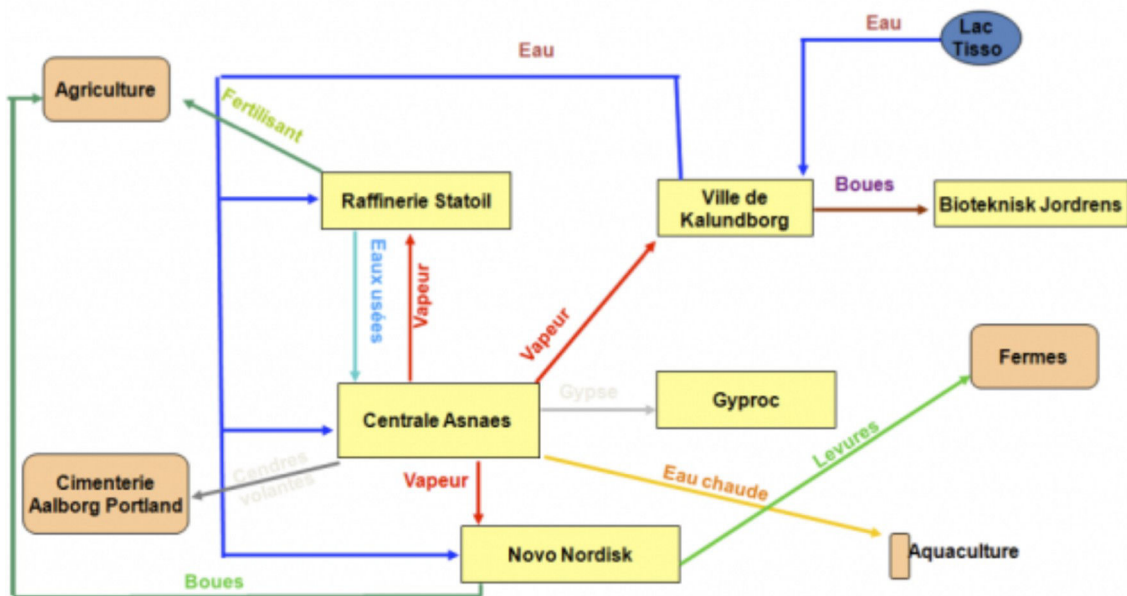 Eau
Eau
Lac
Tisso
Agriculture
Fertilisant
Raffinerie Statoil
Ville de
Kalundborg
Boues
Bioteknisk Jordrens
Eaux usées
Vapeur
Vapeur
Fermes
Centrale Asnaes
Gypse
Gyproc
Levures
Cimenterie
Aalborg Portland
Cendres
volantes
Vapeur
Eau chaude
Novo Nordisk
Aquaculture
Boues